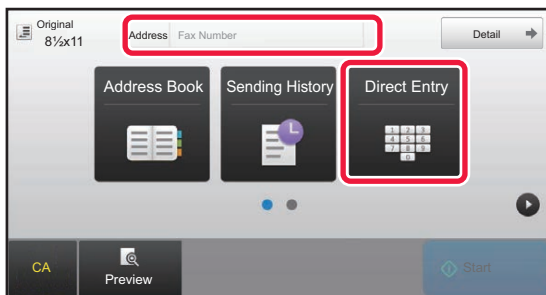 Original
8½x11
Address Fax Number
Detail
Address Book
Sending History
Direct Entry
1 2 3
4 5 6
7 8 9
0
CA
Preview
Start